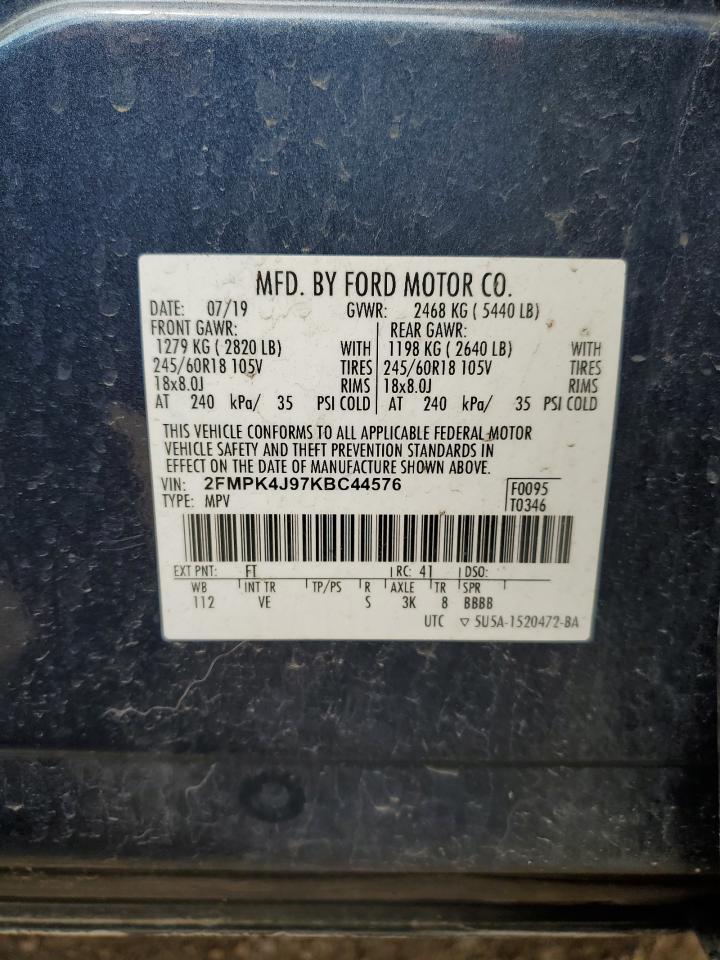 MFD. BY FORD MOTOR CO.
DATE: 07/19 GVWR: 2468 KG ( 5440 LB)
FRONT GAWR: REAR GAWR:
1279 KG ( 2820 LB) WITH 1198 KG ( 2640 LB) WITH
245/60R18 105V TIRES 245/60R18 105V TIRES
18x8.0J RIMS 18x8.0J RIMS
AT 240 kPa/ 35 PSI COLD AT 240 kPa/ 35 PSI COLD
THIS VEHICLE CONFORMS TO ALL APPLICABLE FEDERAL MOTOR
VEHICLE SAFETY AND THEFT PREVENTION STANDARDS IN
EFFECT ON THE DATE OF MANUFACTURE SHOWN ABOVE.
VIN: 2FMPK4J97KBC44576 F0095
TYPE: MPV T0346
EXT PNT: FT RC: 41 DSO:
WB INT TR TP/PS R AXLE TR SPR
112 VE S 3K 8 BBBB
UTC ▽ 5U5A-1520472-BA